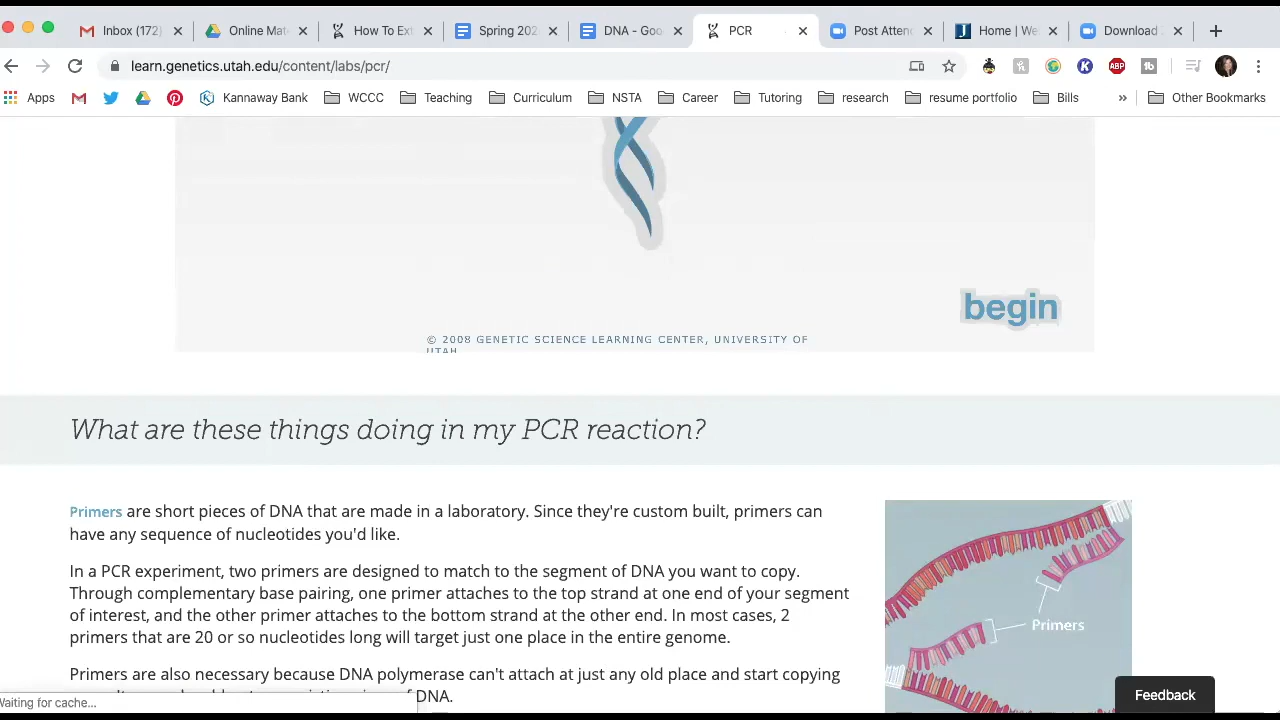 Inbox (172)
Online Mat
How To Ext
Spring 202
DNA - Goo
PCR
Post Atten
Home | We
Download
learn.genetics.utah.edu/content/labs/pcr/
ABP
Apps
Kannaway Bank
WCCC
Teaching
Curriculum
NSTA
Career
Tutoring
research
resume portfolio
Bills
»
Other Bookmarks
begin
© 2008 GENETIC SCIENCE LEARNING CENTER, UNIVERSITY OF
UTAH
What are these things doing in my PCR reaction?
Primers are short pieces of DNA that are made in a laboratory. Since they're custom built, primers can
have any sequence of nucleotides you'd like.
In a PCR experiment, two primers are designed to match to the segment of DNA you want to copy.
Through complementary base pairing, one primer attaches to the top strand at one end of your segment
of interest, and the other primer attaches to the bottom strand at the other end. In most cases, 2
primers that are 20 or so nucleotides long will target just one place in the entire genome.
Primers
Primers are also necessary because DNA polymerase can't attach at just any old place and start copying
DNA.
Waiting for cache...
Feedback